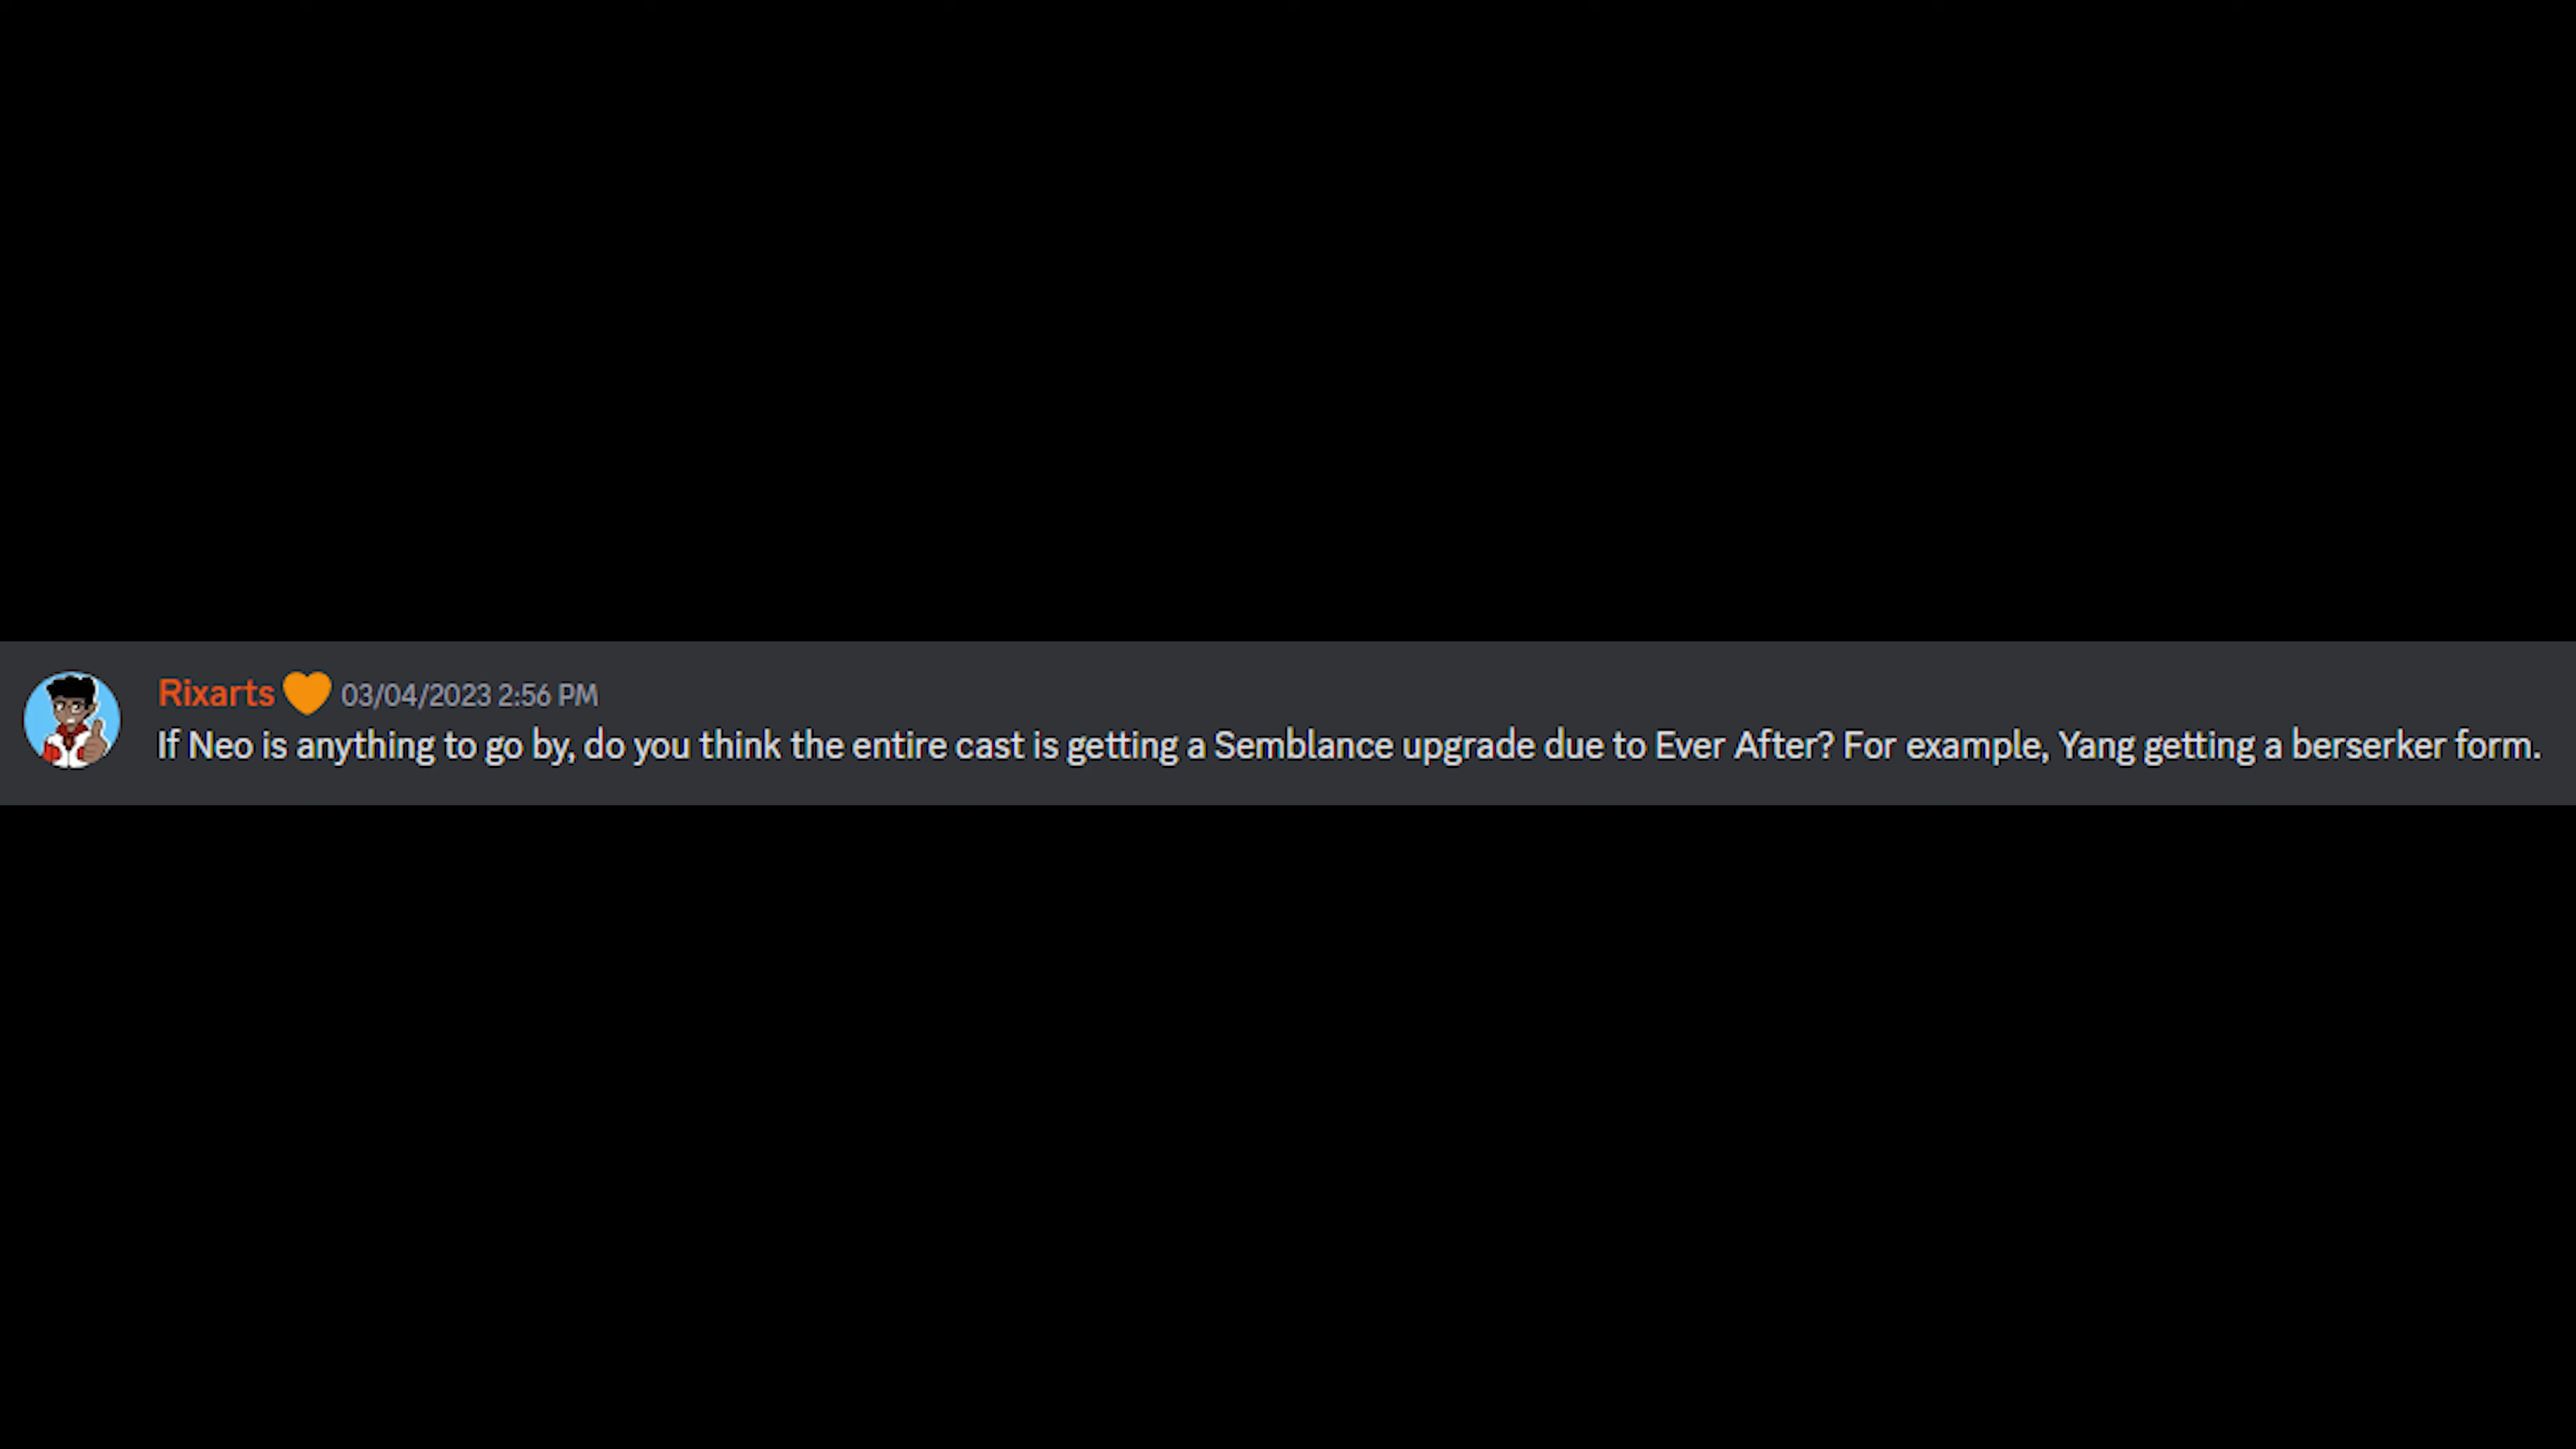 Rixarts 🧡 03/04/2023 2:56 PM
If Neo is anything to go by, do you think the entire cast is getting a Semblance upgrade due to Ever After? For example, Yang getting a berserker form.